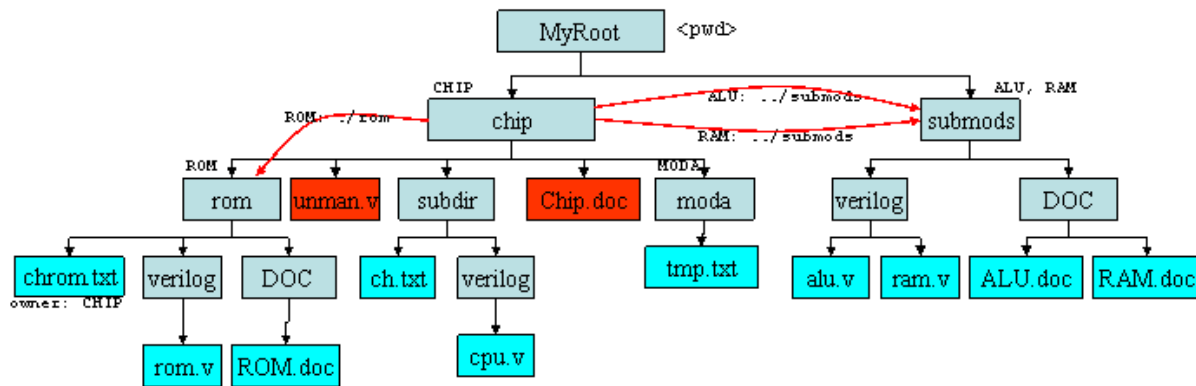 MyRoot <pwd>
CHIP
ALU, RAM
ALU: ../submods
ROM: ./rom
chip
submods
RAM: ../submods
ROM
MODA
rom
unman.v
subdir
Chip.doc
moda
verilog
DOC
chrom.txt
verilog
DOC
ch.txt
verilog
tmp.txt
alu.v
ram.v
ALU.doc
RAM.doc
owner: CHIP
rom.v
ROM.doc
cpu.v